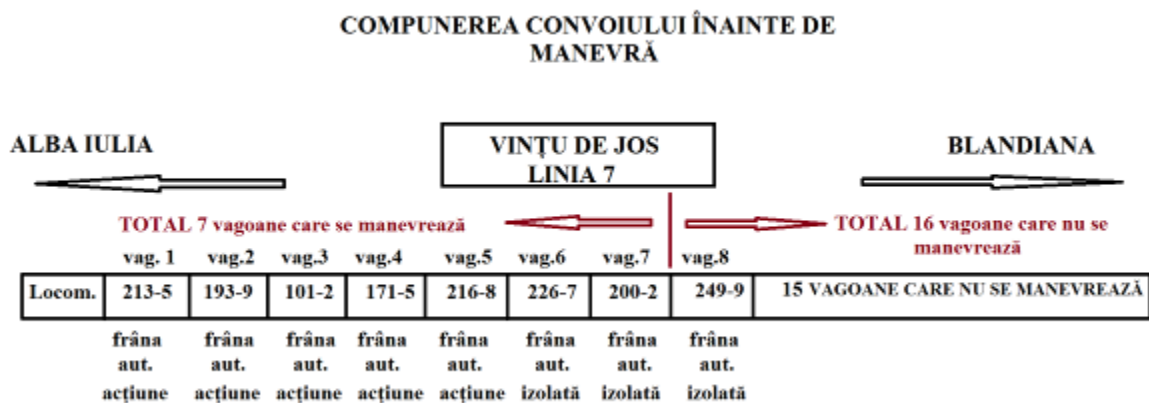 COMPUNEREA CONVOIULUI ÎNAINTE DE
MANEVRĂ
ALBA IULIA
VINȚU DE JOS
LINIA 7
BLANDIANA
TOTAL 7 vagoane care se manevrează
TOTAL 16 vagoane care nu se
manevrează
vag. 1 vag.2 vag.3 vag.4 vag.5 vag.6 vag.7 vag.8
Locom. 213-5 193-9 101-2 171-5 216-8 226-7 200-2 249-9 15 VAGOANE CARE NU SE MANEVREAZĂ
frâna frâna frâna frâna frâna frâna frâna frâna
aut. aut. aut. aut. aut. aut. aut. aut.
acțiune acțiune acțiune acțiune acțiune izolată izolată izolată